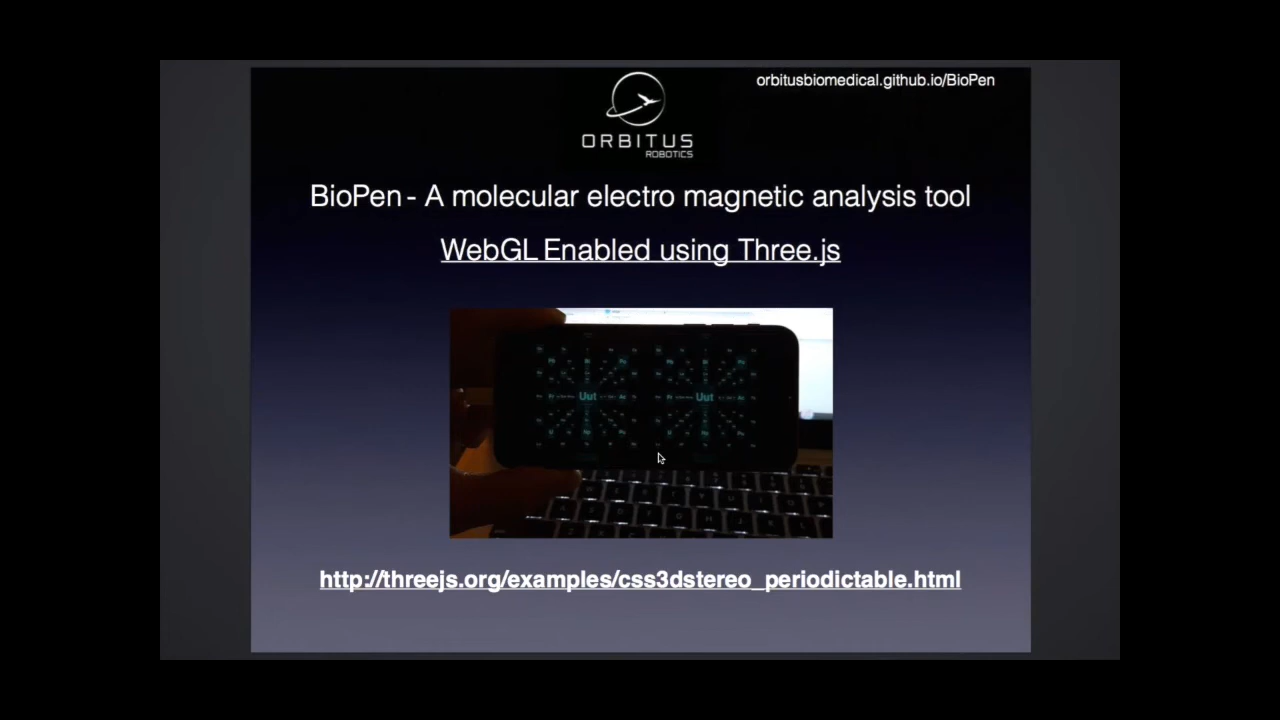 orbitusbiomedical.github.io/BioPen
ORBITUS
ROBOTICS
BioPen - A molecular electro magnetic analysis tool
WebGL Enabled using Three.js
Uut Uut
http://threejs.org/examples/css3dstereo_periodictable.html